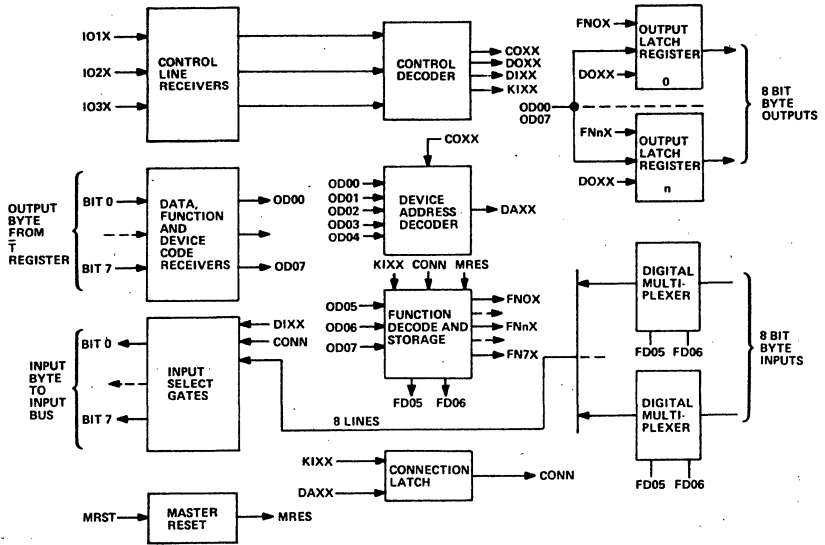 IO1X
IO2X
IO3X
CONTROL
LINE
RECEIVERS
CONTROL
DECODER
COXX
DOXX
DIXX
KIXX
FNOX
DOXX
OD00
OD07
FNnX
DOXX
OUTPUT
LATCH
REGISTER
0
OUTPUT
LATCH
REGISTER
n
8 BIT
BYTE
OUTPUTS
OUTPUT
BYTE
FROM
T̅
REGISTER
BIT 0
BIT 7
DATA,
FUNCTION
AND
DEVICE
CODE
RECEIVERS
OD00
OD07
COXX
OD00
OD01
OD02
OD03
OD04
DEVICE
ADDRESS
DECODER
DAXX
KIXX CONN MRES
OD05
OD06
OD07
FUNCTION
DECODE AND
STORAGE
FNOX
FNnX
FN7X
FD05 FD06
DIGITAL
MULTI-
PLEXER
FD05 FD06
DIGITAL
MULTI-
PLEXER
FD05 FD06
8 BIT
BYTE
INPUTS
INPUT
BYTE
TO
INPUT
BUS
BIT 0
BIT 7
INPUT
SELECT
GATES
DIXX
CONN
8 LINES
KIXX
DAXX
CONNECTION
LATCH
CONN
MRST
MASTER
RESET
MRES